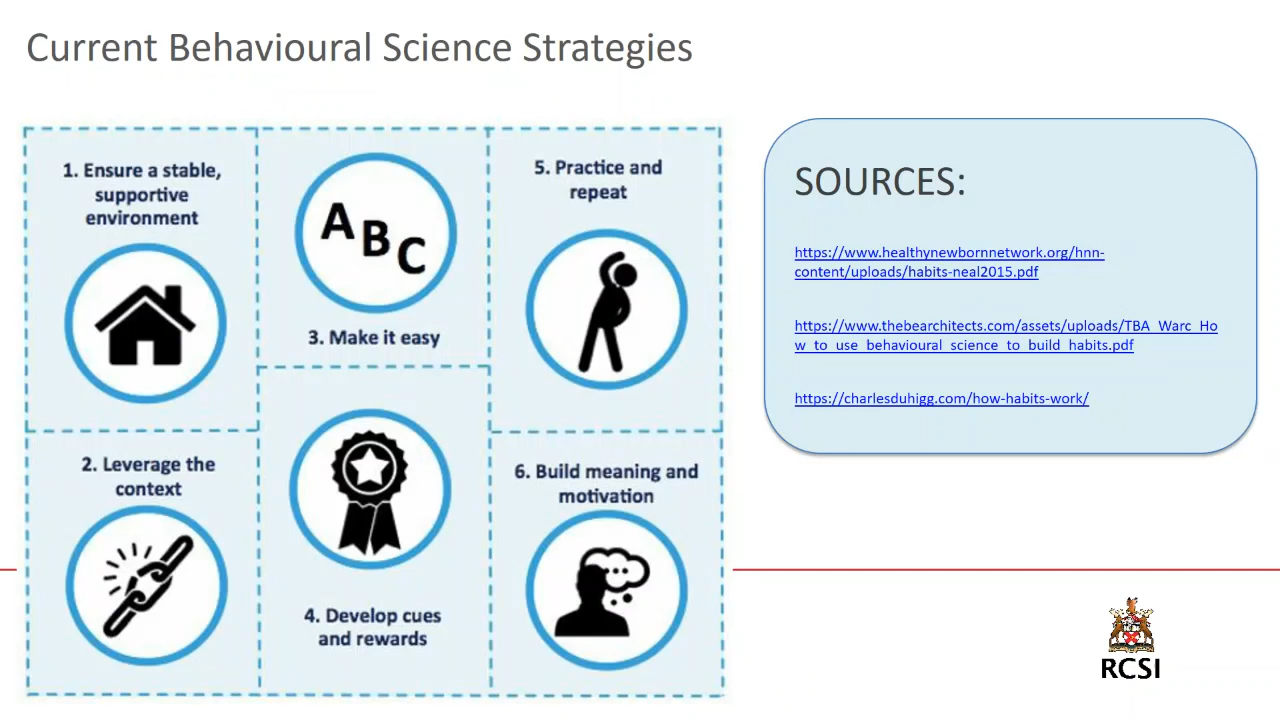 Current Behavioural Science Strategies
1. Ensure a stable,
supportive
environment
2. Leverage the
context
A B C
3. Make it easy
4. Develop cues
and rewards
5. Practice and
repeat
6. Build meaning and
motivation
SOURCES:
https://www.healthynewbornnetwork.org/hnn-
content/uploads/habits-neal2015.pdf
https://www.thebearchitects.com/assets/uploads/TBA_Warc_Ho
w_to_use_behavioural_science_to_build_habits.pdf
https://charlesduhigg.com/how-habits-work/
RCSI